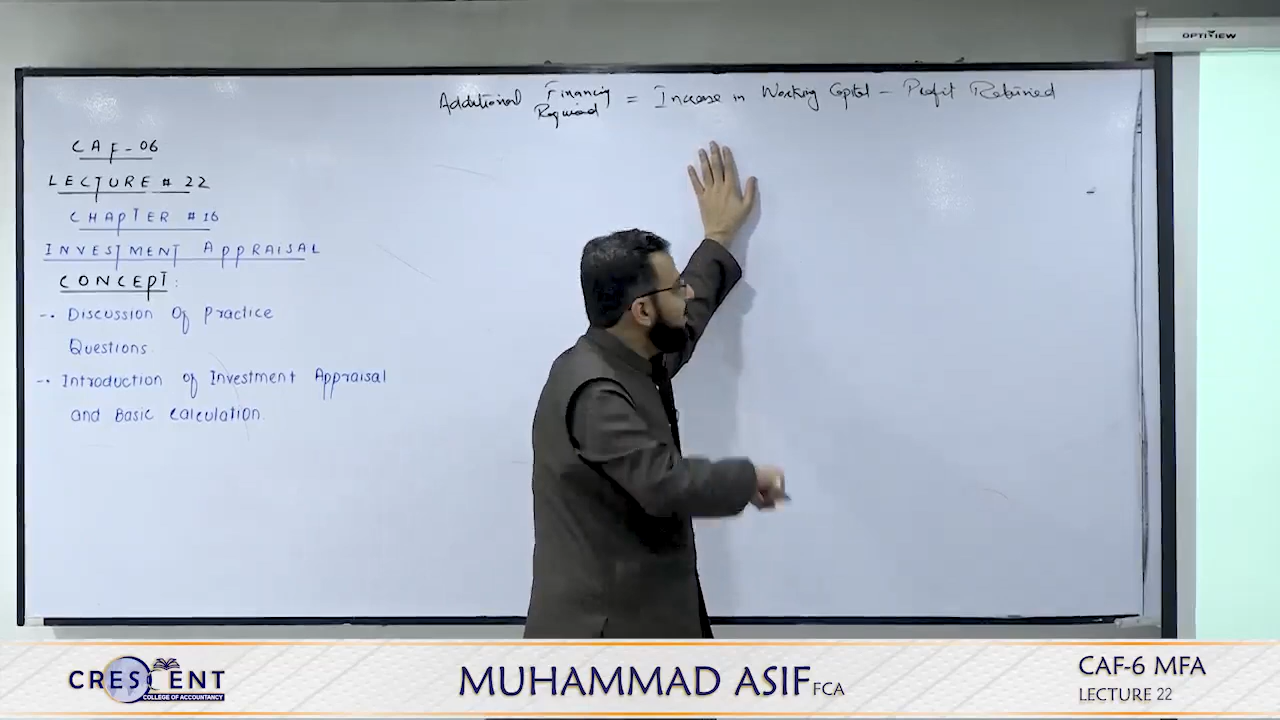 OPTIVIEW
Additional Financing Required = Increase in Working Capital - Profit Retained
CAF-06
LECTURE # 22
CHAPTER # 16
INVESTMENT APPRAISAL
CONCEPT:
-. Discussion of practice
Questions
-. Introduction of Investment Appraisal
and Basic Calculation.
CRESCENT
COLLEGE OF ACCOUNTANCY
MUHAMMAD ASIF FCA
CAF-6 MFA
LECTURE 22